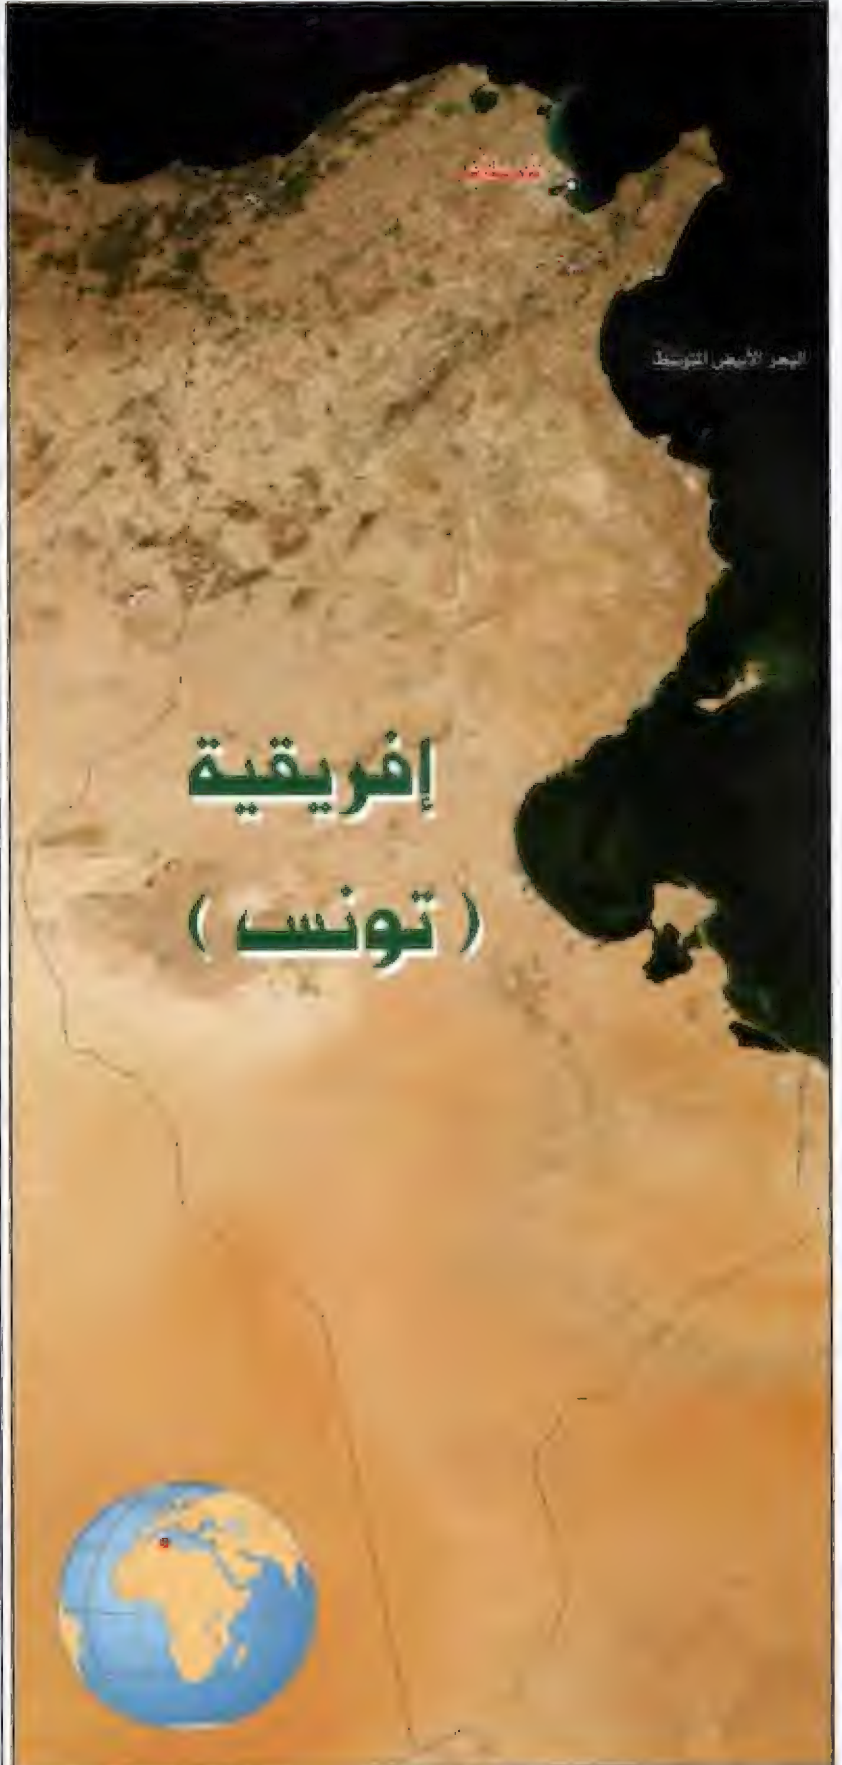 البحر الأبيض المتوسط
إفريقية
( تونس )